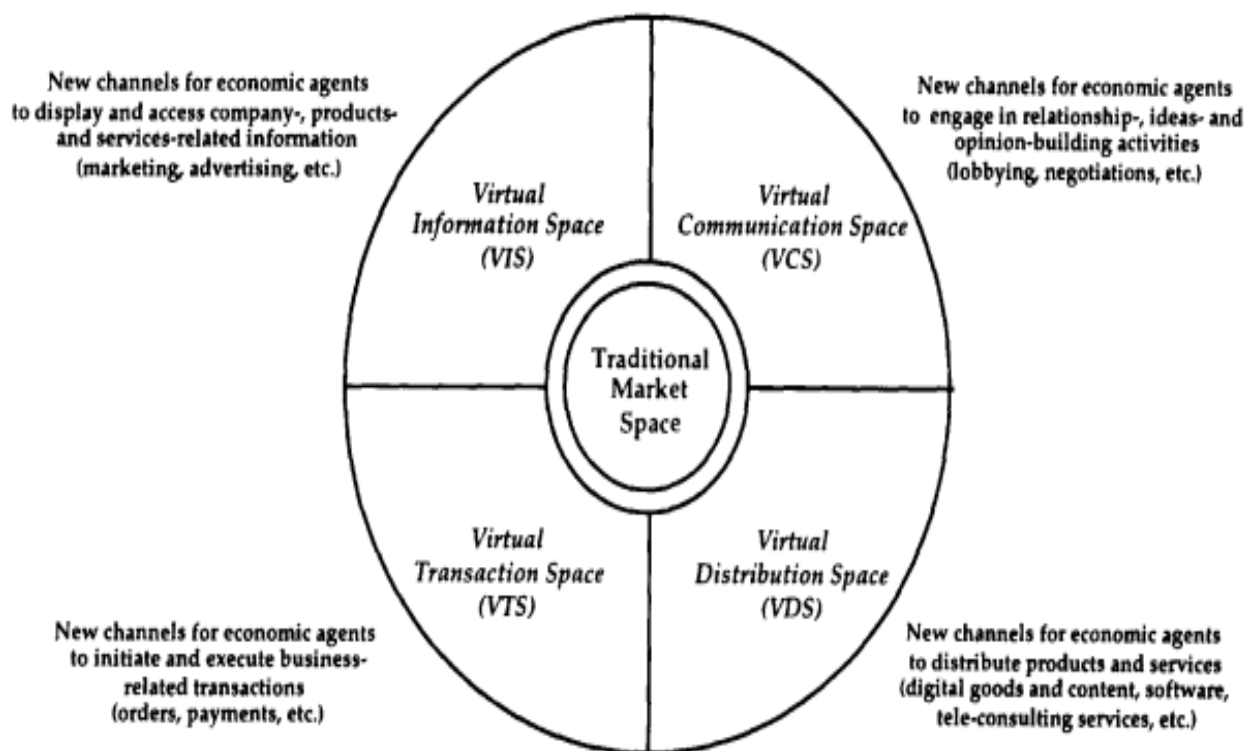 New channels for economic agents
to display and access company-, products-
and services-related information
(marketing, advertising, etc.)
New channels for economic agents
to engage in relationship-, ideas- and
opinion-building activities
(lobbying, negotiations, etc.)
Virtual
Information Space
(VIS)
Virtual
Communication Space
(VCS)
Traditional
Market
Space
Virtual
Transaction Space
(VTS)
Virtual
Distribution Space
(VDS)
New channels for economic agents
to initiate and execute business-
related transactions
(orders, payments, etc.)
New channels for economic agents
to distribute products and services
(digital goods and content, software,
tele-consulting services, etc.)